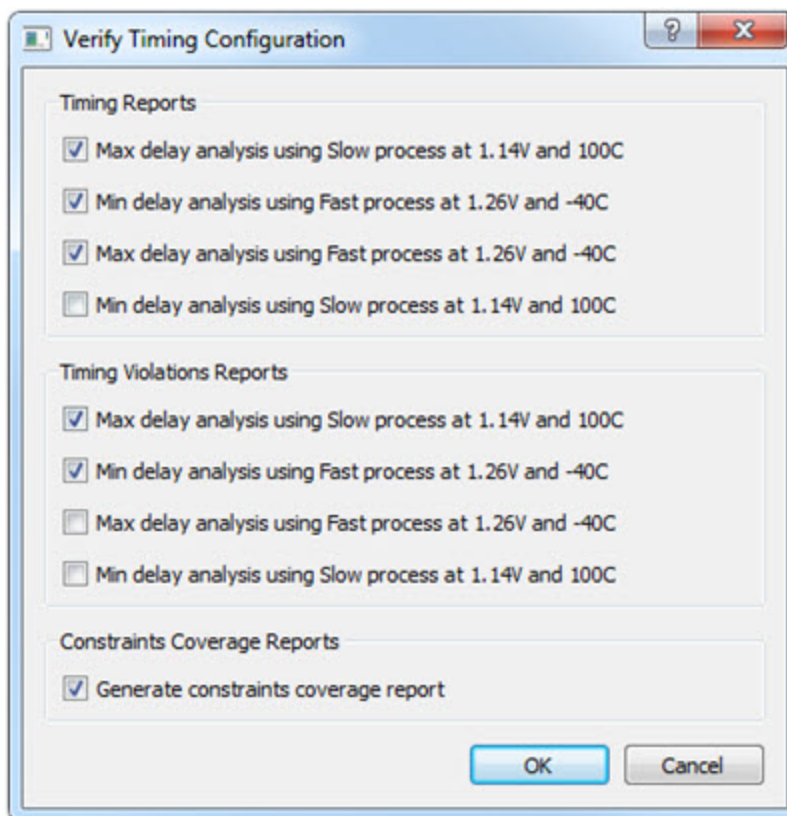 Verify Timing Configuration
Timing Reports
Max delay analysis using Slow process at 1.14V and 100C
Min delay analysis using Fast process at 1.26V and -40C
Max delay analysis using Fast process at 1.26V and -40C
Min delay analysis using Slow process at 1.14V and 100C
Timing Violations Reports
Max delay analysis using Slow process at 1.14V and 100C
Min delay analysis using Fast process at 1.26V and -40C
Max delay analysis using Fast process at 1.26V and -40C
Min delay analysis using Slow process at 1.14V and 100C
Constraints Coverage Reports
Generate constraints coverage report
OK Cancel